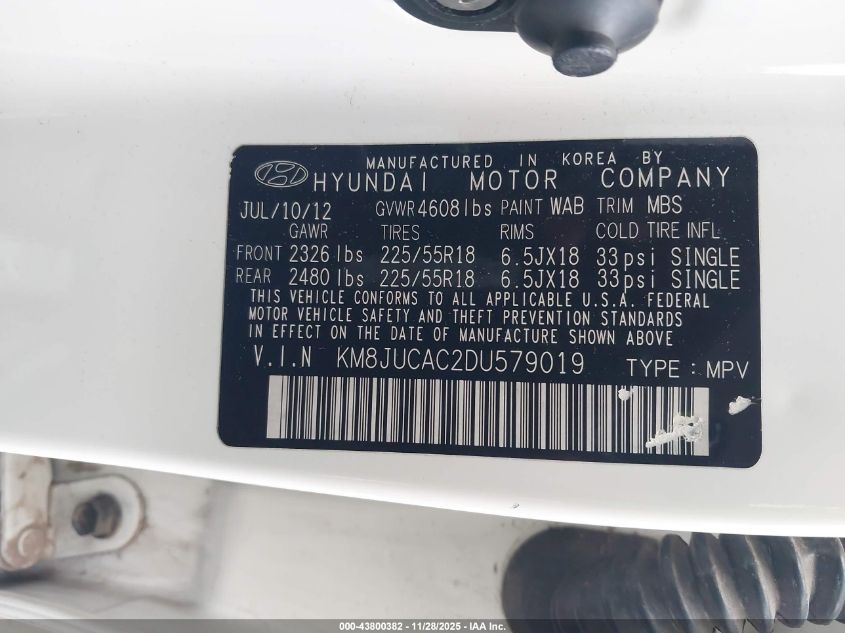 MANUFACTURED IN KOREA BY
HYUNDAI MOTOR COMPANY
JUL/10/12 GVWR 4608 lbs PAINT WAB TRIM MBS
GAWR TIRES RIMS COLD TIRE INFL
FRONT 2326 lbs 225/55R18 6.5JX18 33psi SINGLE
REAR 2480 lbs 225/55R18 6.5JX18 33psi SINGLE
THIS VEHICLE CONFORMS TO ALL APPLICABLE U.S.A. FEDERAL
MOTOR VEHICLE SAFETY AND THEFT PREVENTION STANDARDS
IN EFFECT ON THE DATE OF MANUFACTURE SHOWN ABOVE
V.I.N KM8JUCAC2DU579019 TYPE : MPV
000-43800382 | 11/28/2025 - IAA Inc.